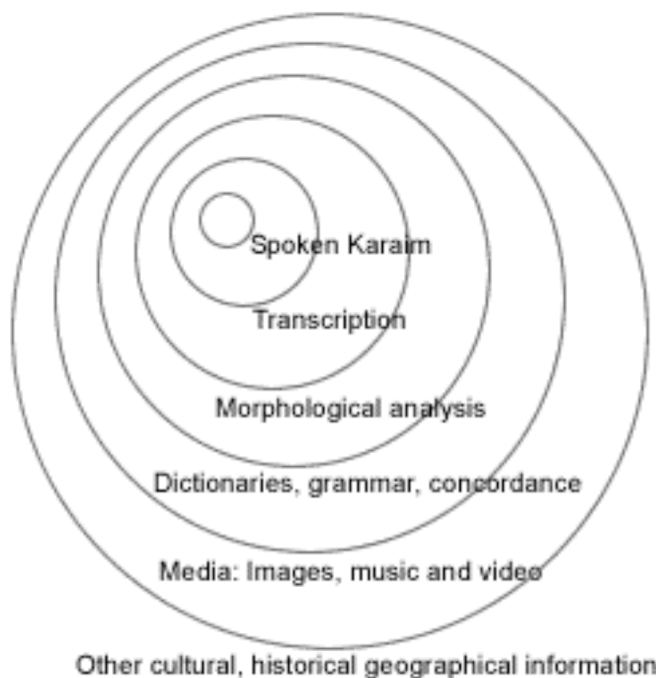 Spoken Karaim
Transcription
Morphological analysis
Dictionaries, grammar, concordance
Media: Images, music and video
Other cultural, historical geographical information